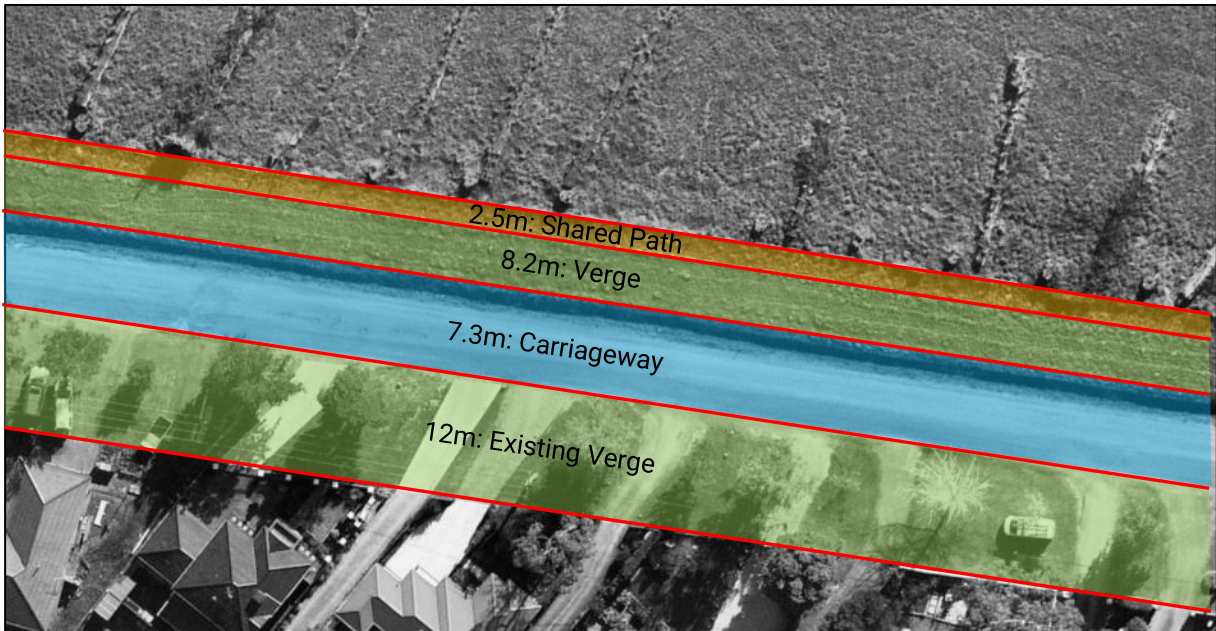 2.5m: Shared Path
8.2m: Verge
7.3m: Carriageway
12m: Existing Verge